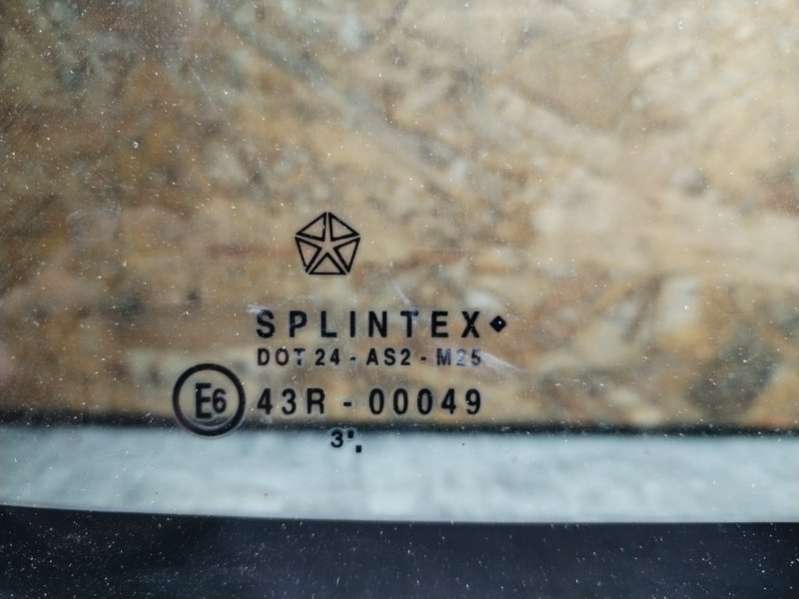 SPLINTEX
DOT 24 - AS2 - M25
E6 43R - 00049
3".